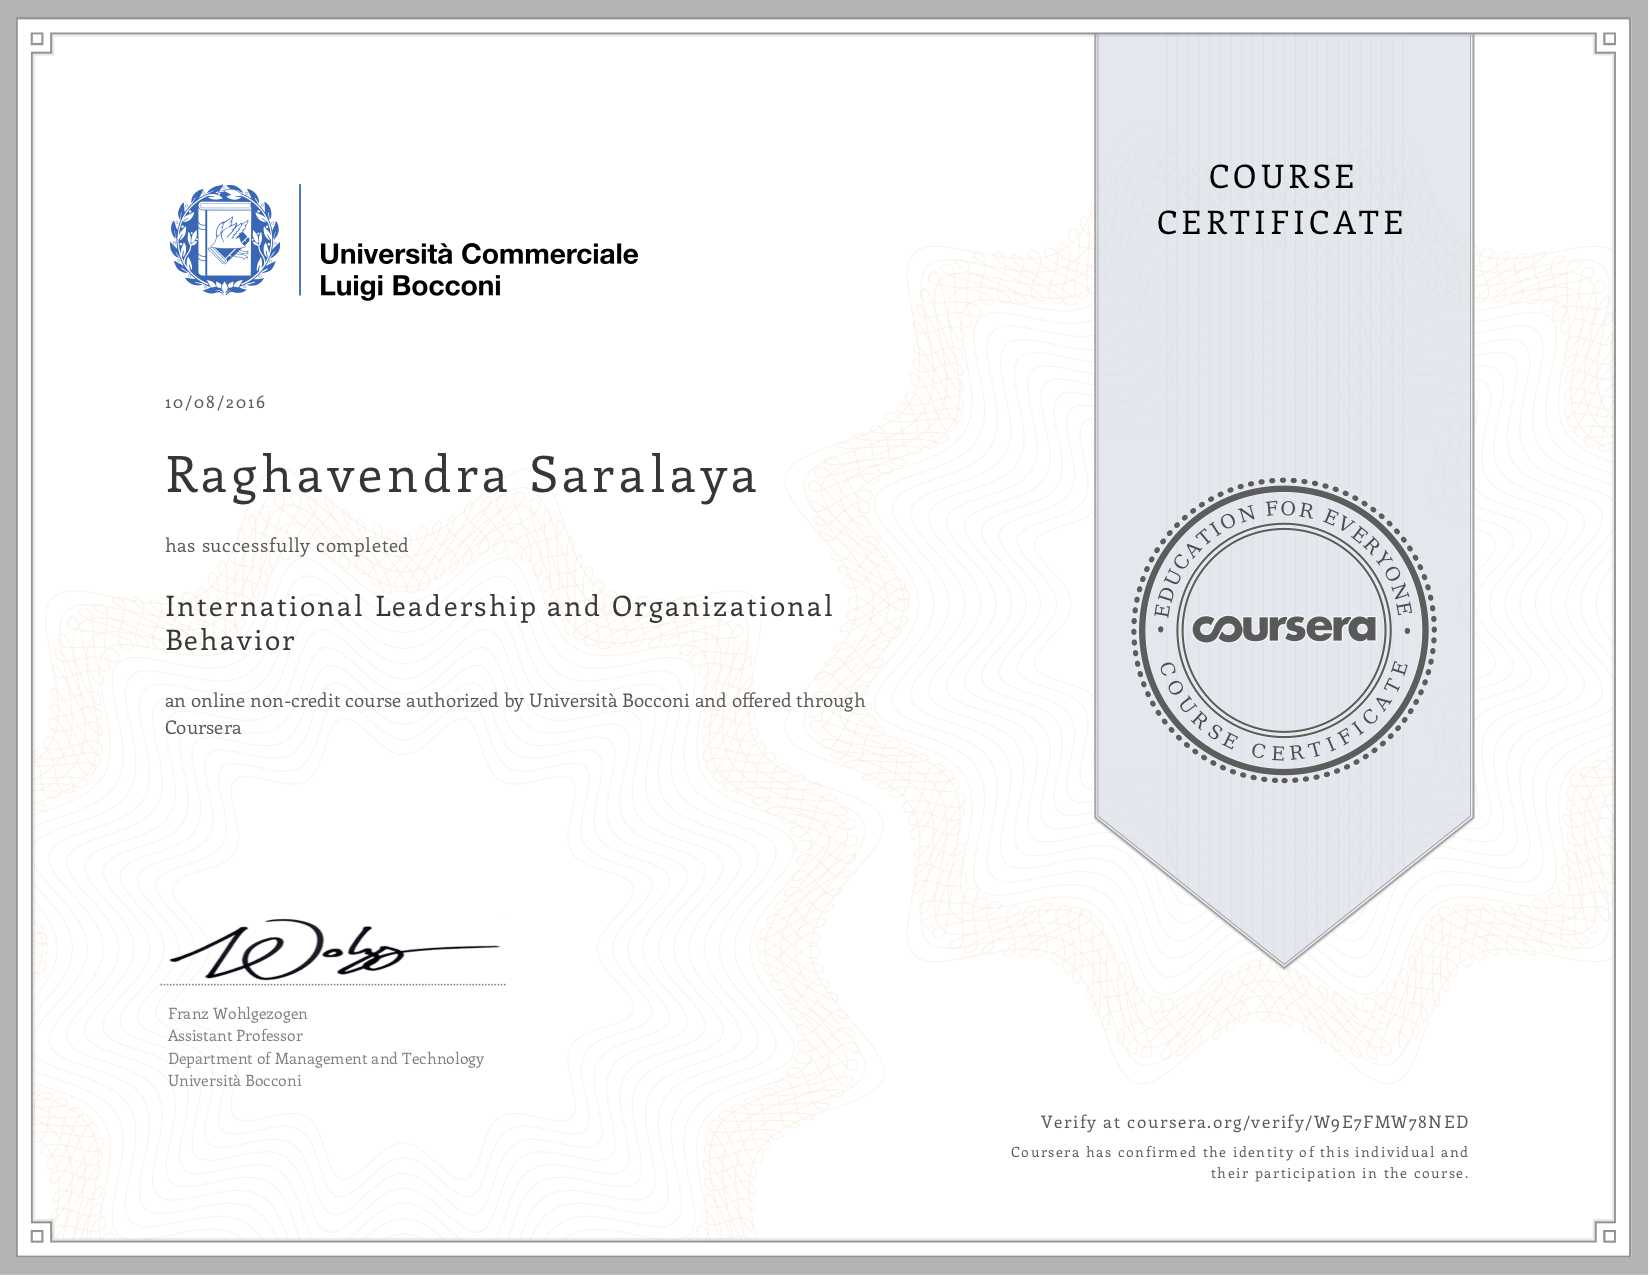 Università Commerciale
Luigi Bocconi
COURSE
CERTIFICATE
10/08/2016
Raghavendra Saralaya
has successfully completed
International Leadership and Organizational
Behavior
an online non-credit course authorized by Università Bocconi and offered through
Coursera
EDUCATION FOR EVERYONE
coursera
COURSE CERTIFICATE
Franz Wohlgezogen
Assistant Professor
Department of Management and Technology
Università Bocconi
Verify at coursera.org/verify/W9E7FMW78NED
Coursera has confirmed the identity of this individual and
their participation in the course.